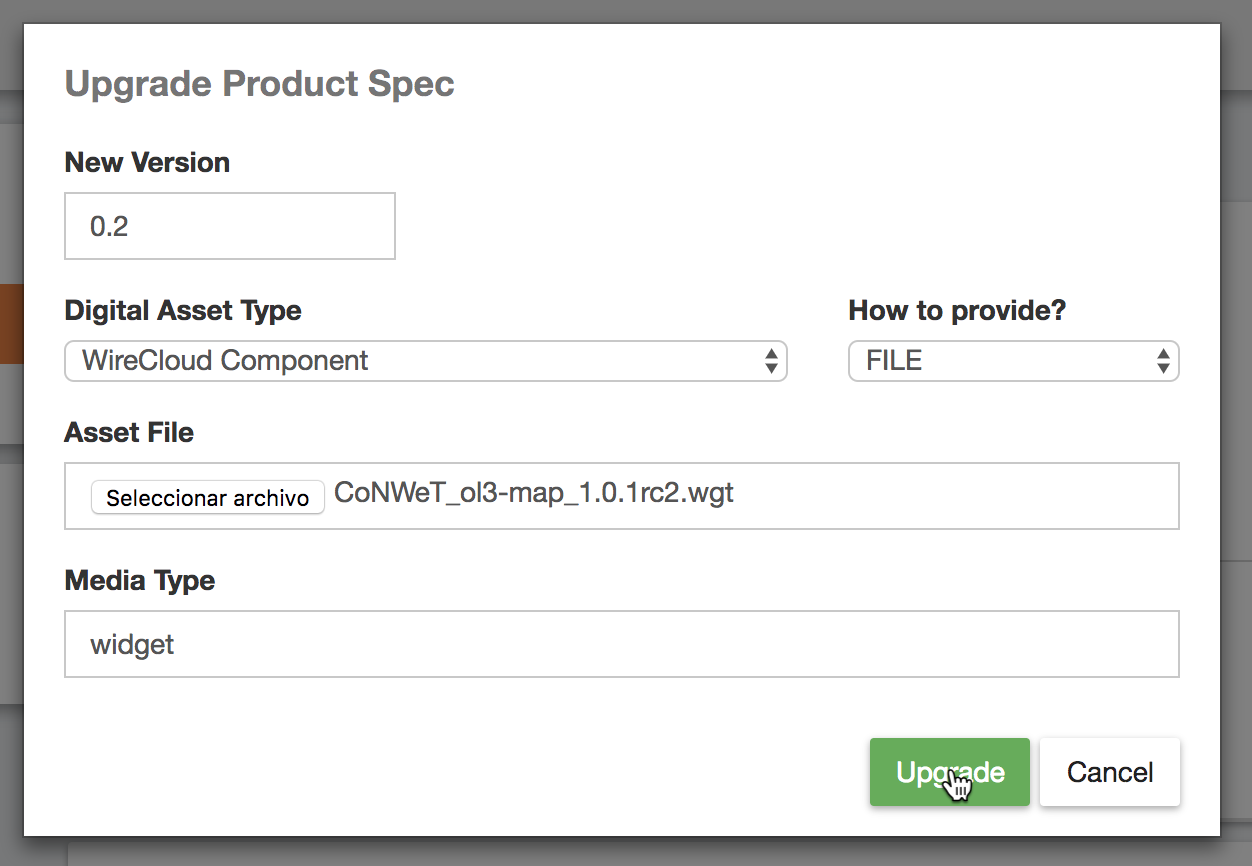 Upgrade Product Spec
New Version
0.2
Digital Asset Type
How to provide?
WireCloud Component
FILE
Asset File
Seleccionar archivo CoNWeT_ol3-map_1.0.1rc2.wgt
Media Type
widget
Upgrade
Cancel